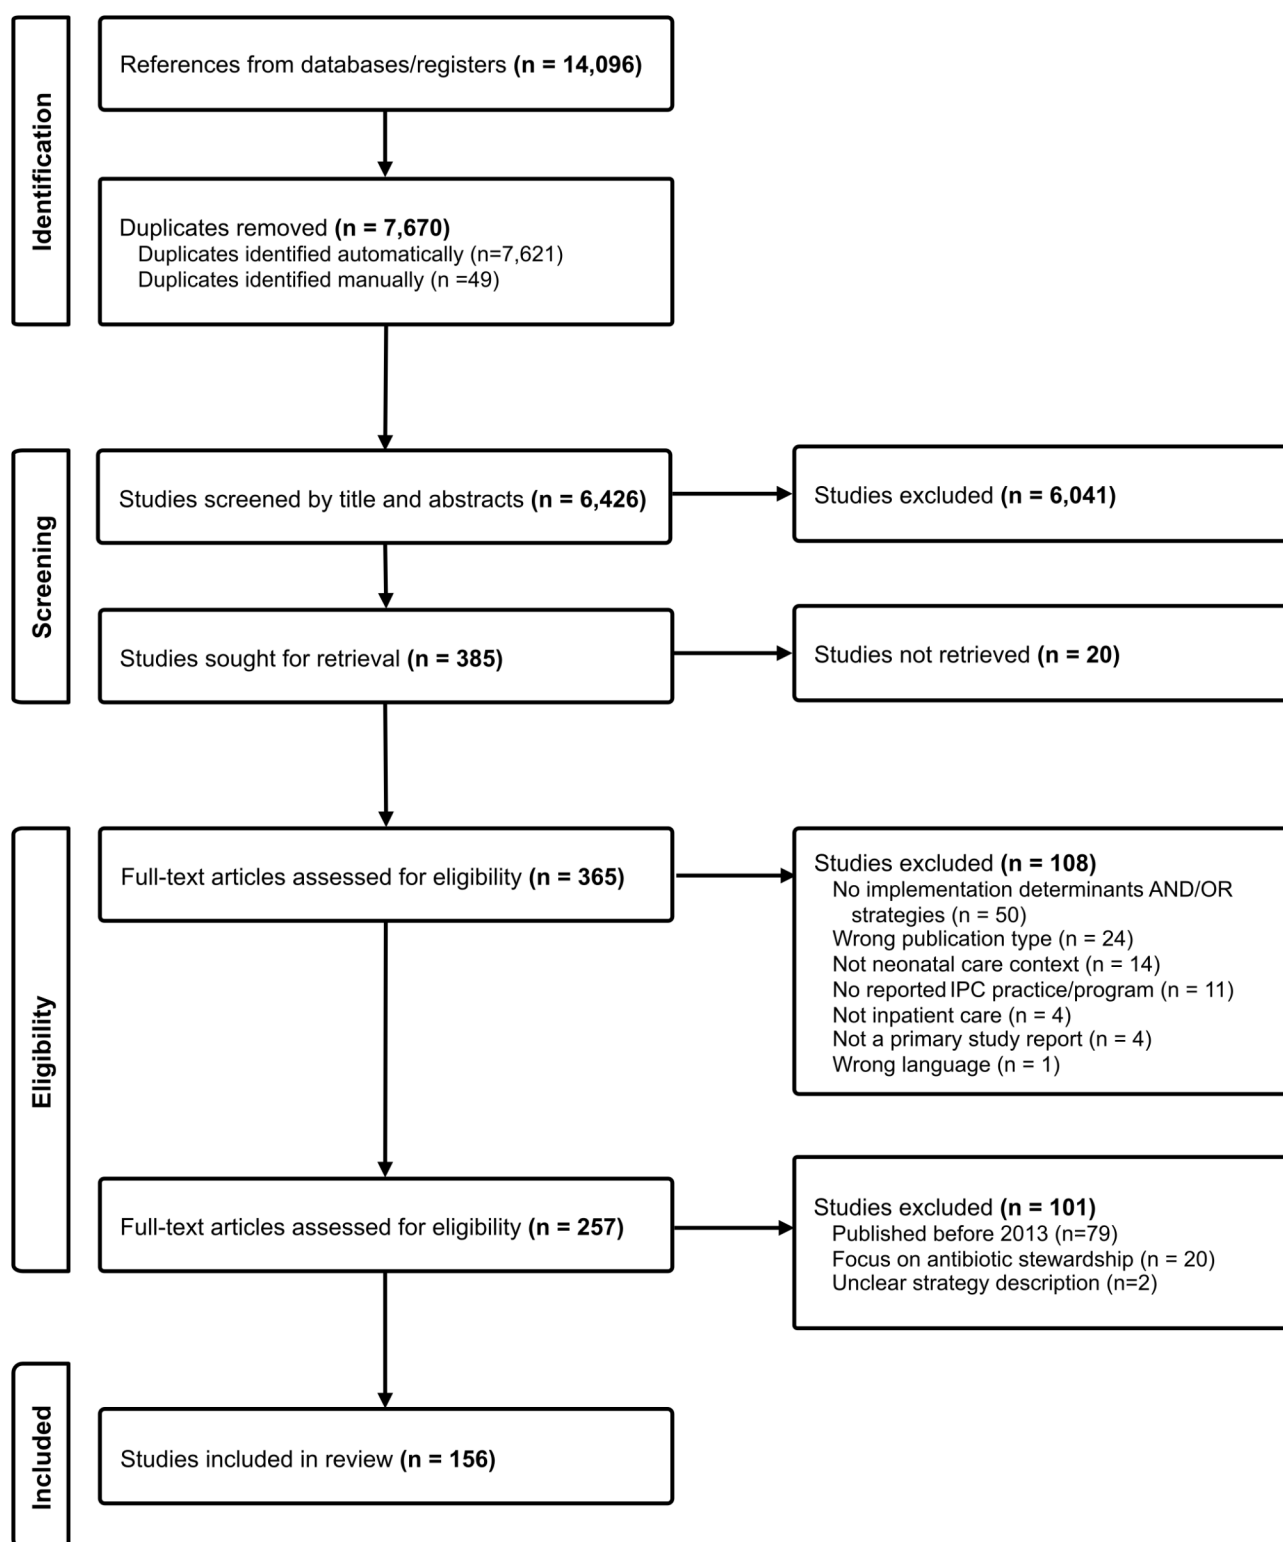 Identification
References from databases/registers (n = 14,096)
Duplicates removed (n = 7,670)
Duplicates identified automatically (n=7,621)
Duplicates identified manually (n =49)
Screening
Studies screened by title and abstracts (n = 6,426)
Studies excluded (n = 6,041)
Studies sought for retrieval (n = 385)
Studies not retrieved (n = 20)
Eligibility
Full-text articles assessed for eligibility (n = 365)
Studies excluded (n = 108)
No implementation determinants AND/OR
strategies (n = 50)
Wrong publication type (n = 24)
Not neonatal care context (n = 14)
No reported IPC practice/program (n = 11)
Not inpatient care (n = 4)
Not a primary study report (n = 4)
Wrong language (n = 1)
Full-text articles assessed for eligibility (n = 257)
Studies excluded (n = 101)
Published before 2013 (n=79)
Focus on antibiotic stewardship (n = 20)
Unclear strategy description (n=2)
Included
Studies included in review (n = 156)